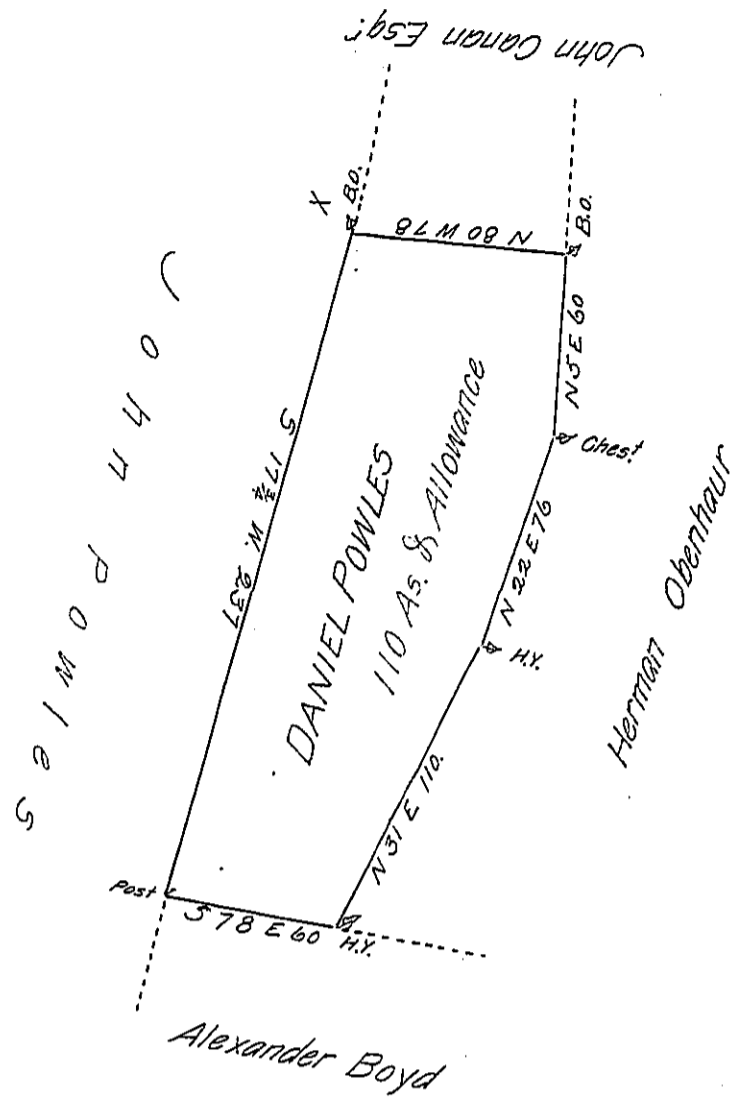 John Canan Esqr.
X B.O.
N 80 W 78
B.O.
John Powles
S 17 3/4 W. 237
N 5 E 60
Chest
DANIEL POWLES
110 As. & Allowance
N 22 E 76
H.Y.
Herman Obenhaur
N 31 E 110.
Post
S 78 E 60
H.Y.
Alexander Boyd